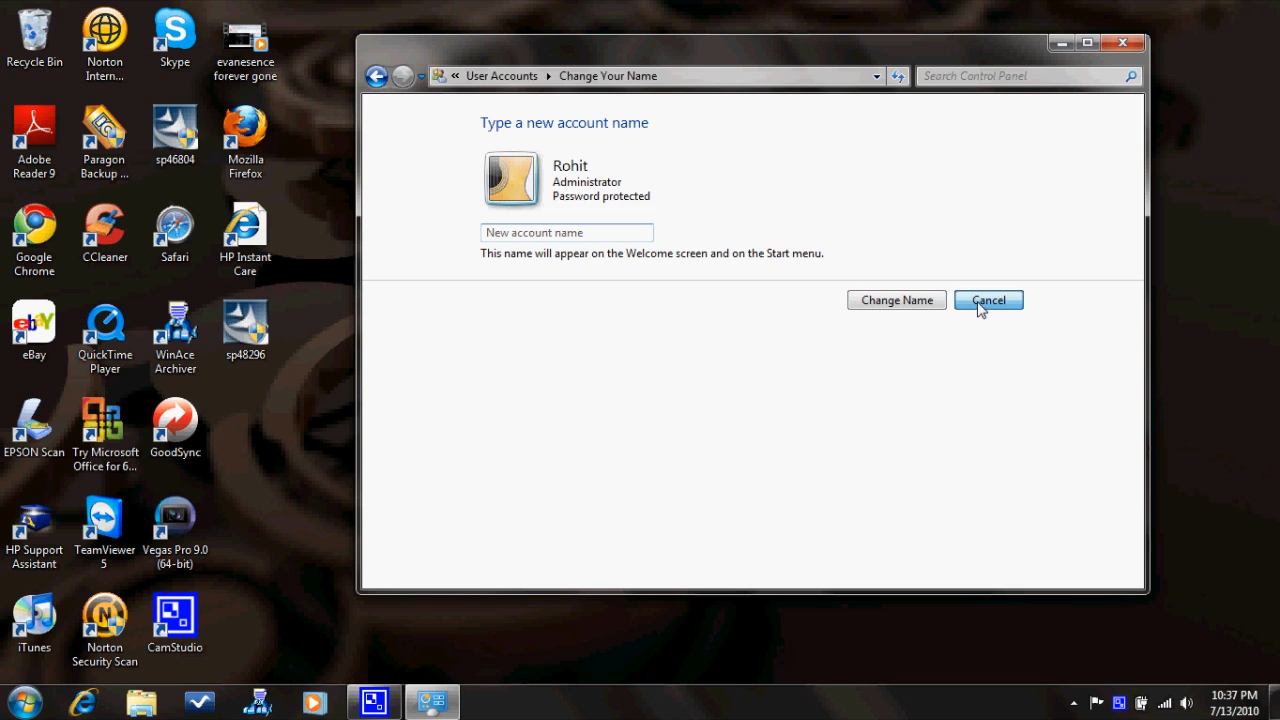 Recycle Bin
Norton
Intern...
Skype
evanesence
forever gone
Adobe
Reader 9
Paragon
Backup ...
sp46804
Mozilla
Firefox
Google
Chrome
CCleaner
Safari
HP Instant
Care
eBay
QuickTime
Player
WinAce
Archiver
sp48296
EPSON Scan
Try Microsoft
Office for 6...
GoodSync
HP Support
Assistant
TeamViewer
5
Vegas Pro 9.0
(64-bit)
iTunes
Norton
Security Scan
CamStudio
« User Accounts Change Your Name
Search Control Panel
Type a new account name
Rohit
Administrator
Password protected
New account name
This name will appear on the Welcome screen and on the Start menu.
Change Name
Cancel
10:37 PM
7/13/2010